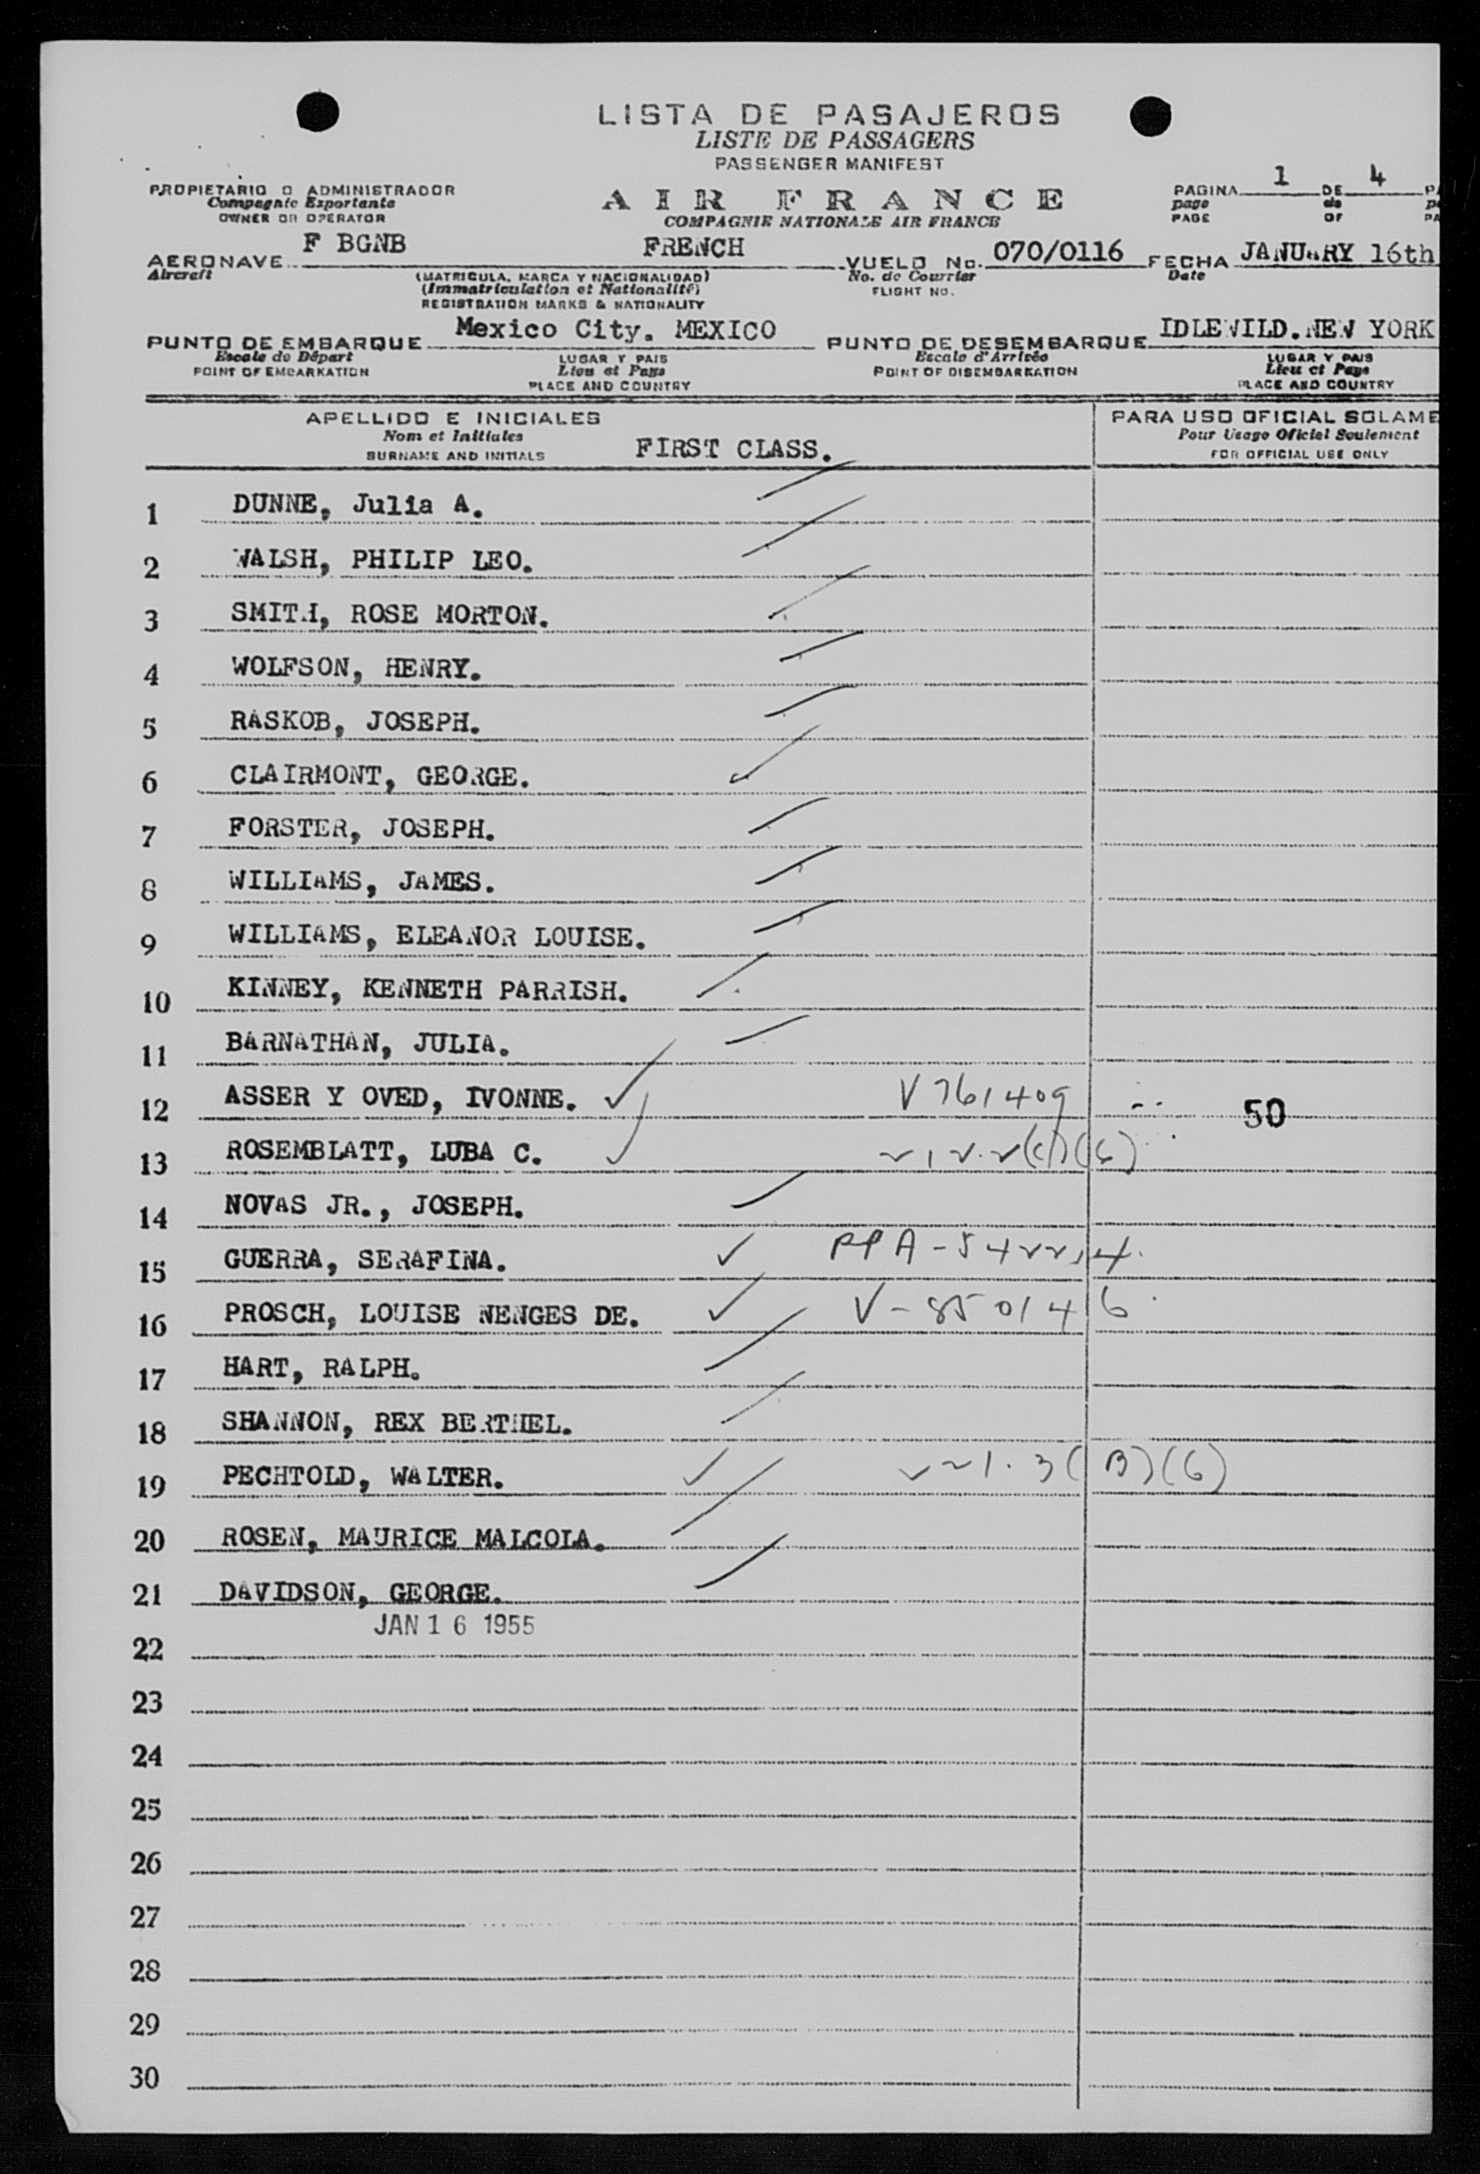 LISTA DE PASAJEROS
LISTE DE PASSAGERS
PASSENGER MANIFEST
PROPIETARIO O ADMINISTRADOR
Compagnie Exportante
OWNER OR OPERATOR
AIR FRANCE
COMPAGNIE NATIONALE AIR FRANCE
PAGINA 1 DE 4 PA
page de pa
PAGE OF PA
AERONAVE F BGNB FRENCH VUELO No. 070/0116 FECHA JANUARY 16th
Aircraft (MATRICULA, MARCA Y NACIONALIDAD) No. de Courrier Date
(Immatriculation et Nationalité) FLIGHT NO.
REGISTRATION MARKS & NATIONALITY
PUNTO DE EMBARQUE Mexico City. MEXICO PUNTO DE DESEMBARQUE IDLEWILD.NEW YORK
Escale de Départ LUGAR Y PAIS Escale d'Arrivée LUGAR Y PAIS
POINT OF EMBARKATION Lieu et Pays POINT OF DISEMBARKATION Lieu et Pays
PLACE AND COUNTRY PLACE AND COUNTRY
APELLIDO E INICIALES PARA USO OFICIAL SOLAME
Nom et Initiales Pour Usage Oficiel Seulement
SURNAME AND INITIALS FIRST CLASS. FOR OFFICIAL USE ONLY
1 DUNNE, Julia A.
2 WALSH, PHILIP LEO.
3 SMITH, ROSE MORTON.
4 WOLFSON, HENRY.
5 RASKOB, JOSEPH.
6 CLAIRMONT, GEORGE.
7 FORSTER, JOSEPH.
8 WILLIAMS, JAMES.
9 WILLIAMS, ELEANOR LOUISE.
10 KINNEY, KENNETH PARRISH.
11 BARNATHAN, JULIA.
12 ASSER Y OVED, IVONNE. V761409 50
13 ROSEMBLATT, LUBA C.
14 NOVAS JR., JOSEPH.
15 GUERRA, SERAFINA.
16 PROSCH, LOUISE NENGES DE. V-850146
17 HART, RALPH.
18 SHANNON, REX BERTHEL.
19 PECHTOLD, WALTER.
20 ROSEN, MAURICE MALCOLA.
21 DAVIDSON, GEORGE.
JAN 16 1955
22
23
24
25
26
27
28
29
30